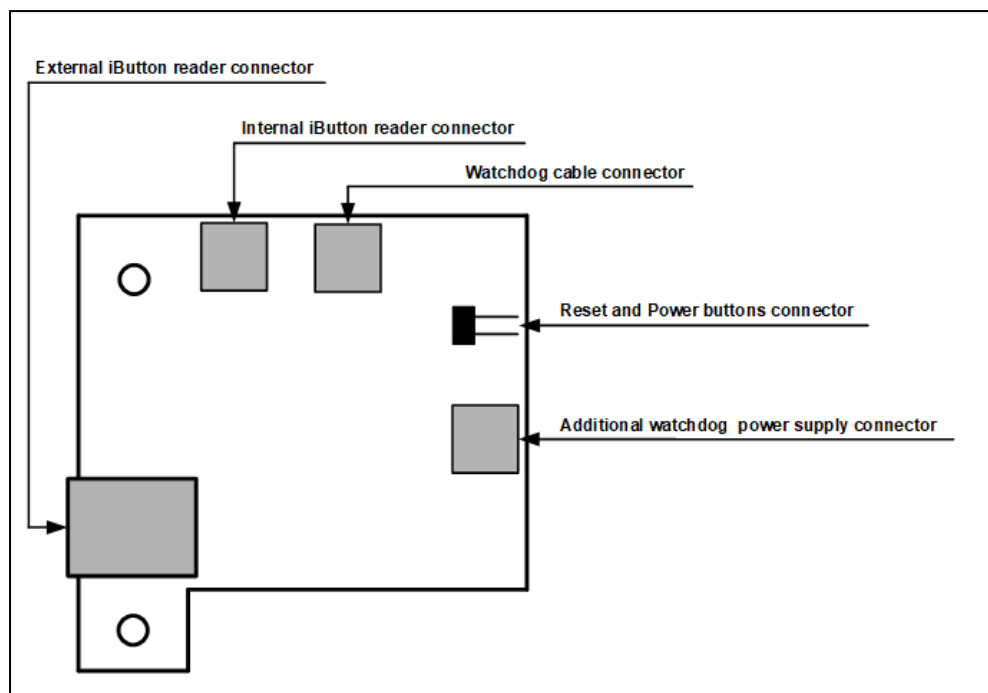 External iButton reader connector
Internal iButton reader connector
Watchdog cable connector
Reset and Power buttons connector
Additional watchdog power supply connector